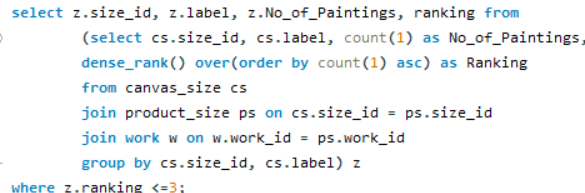 select z.size_id, z.label, z.No_of_Paintings, ranking from
(select cs.size_id, cs.label, count(1) as No_of_Paintings,
dense_rank() over(order by count(1) asc) as Ranking
from canvas_size cs
join product_size ps on cs.size_id = ps.size_id
join work w on w.work_id = ps.work_id
group by cs.size_id, cs.label) z
where z.ranking <=3;